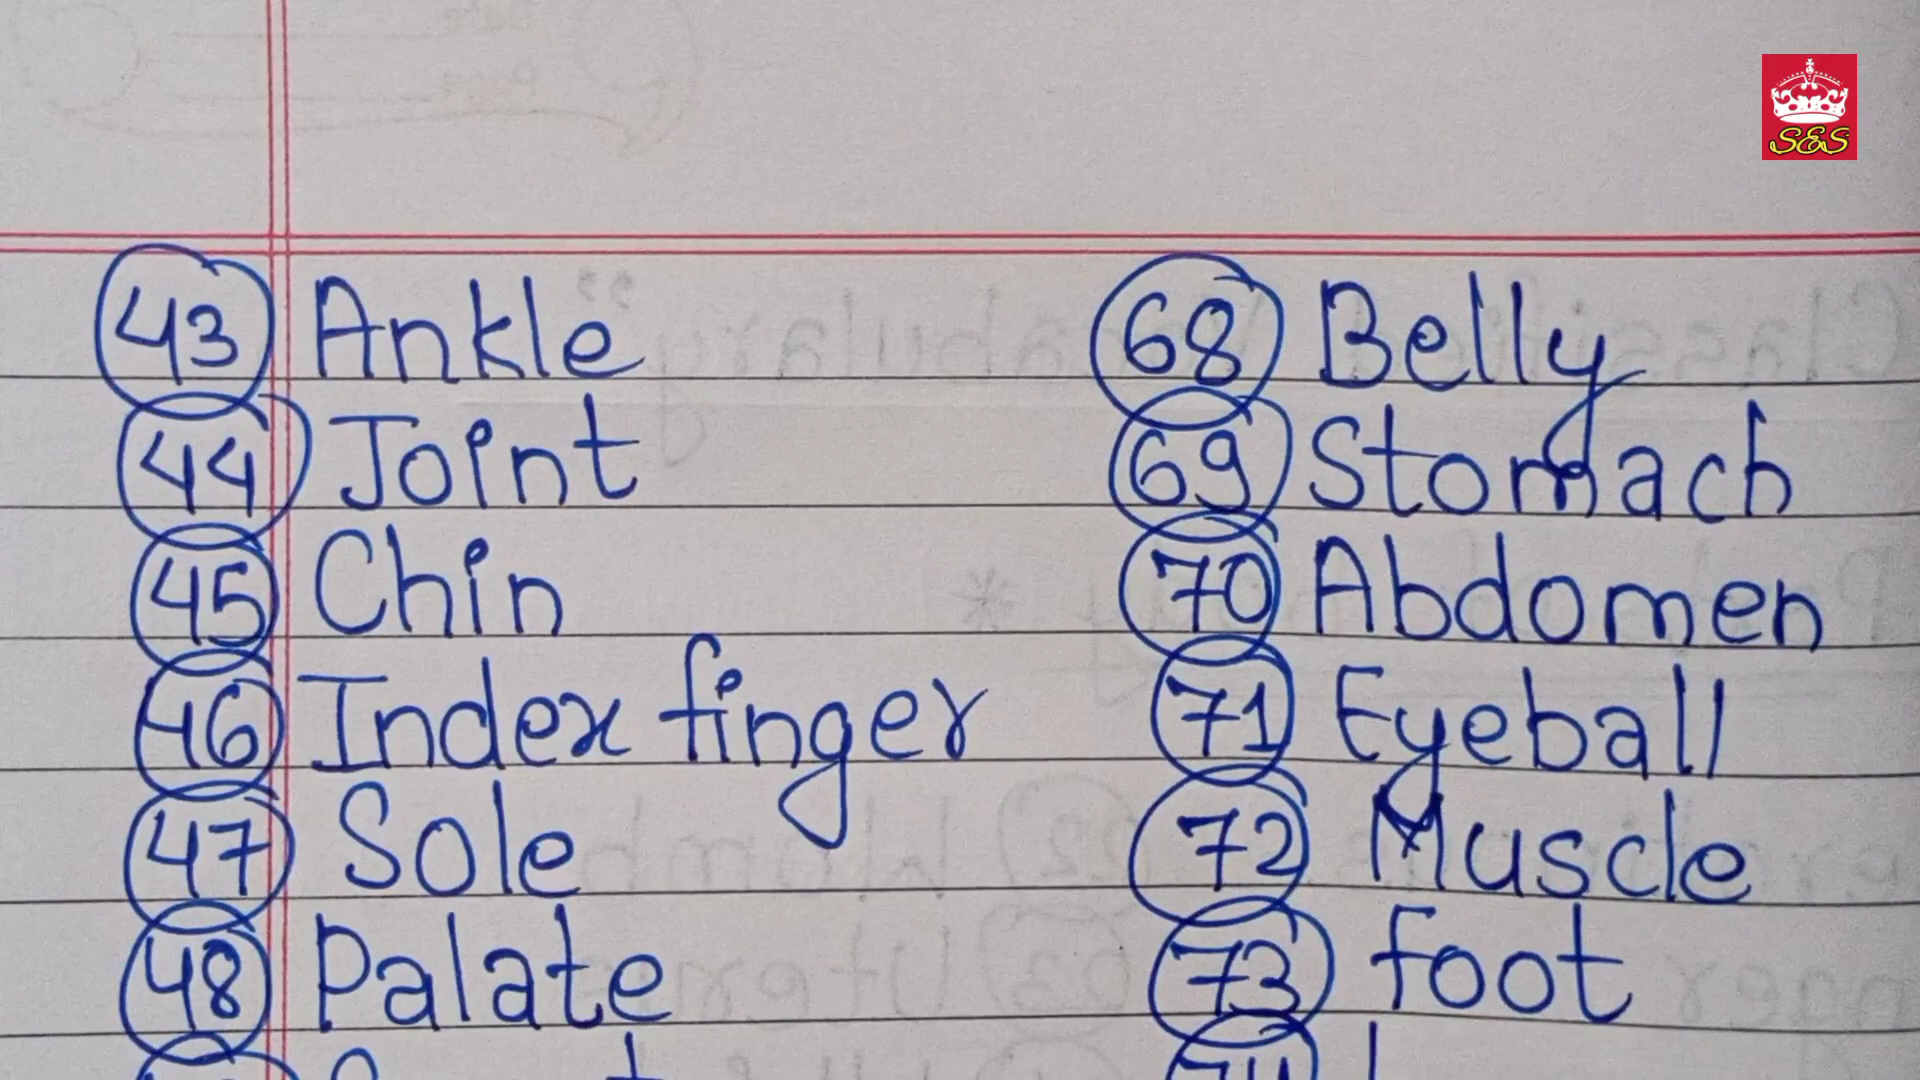 S&S
43 Ankle
44 Joint
45 Chin
46 Index finger
47 Sole
48 Palate
68 Belly
69 Stomach
70 Abdomen
71 Eyeball
72 Muscle
73 foot
74